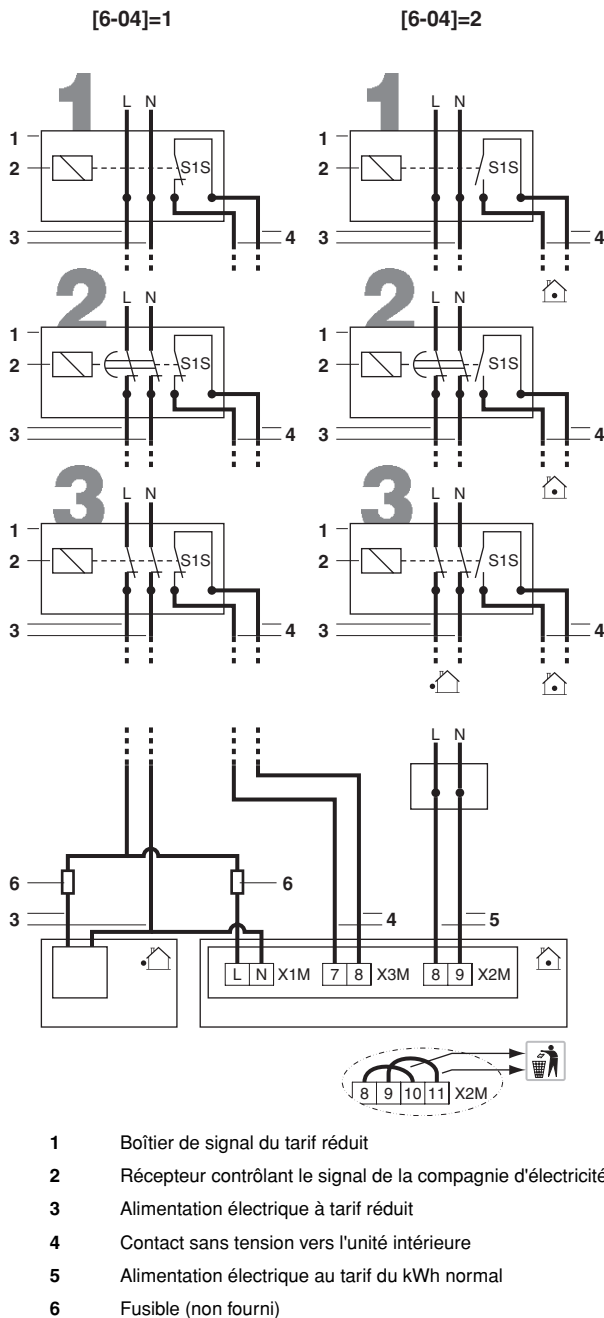 [6-04]=1 [6-04]=2
1 1
L N L N
1 1
2 S1S 2 S1S
3 4 3 4
2 2
L N L N
1 1
2 S1S 2 S1S
3 4 3 4
3 3
L N L N
1 1
2 S1S 2 S1S
3 4 3 4
L N
6 6
3 4 5
L N X1M 7 8 X3M 8 9 X2M
8 9 10 11 X2M
1 Boîtier de signal du tarif réduit
2 Récepteur contrôlant le signal de la compagnie d'électricité
3 Alimentation électrique à tarif réduit
4 Contact sans tension vers l'unité intérieure
5 Alimentation électrique au tarif du kWh normal
6 Fusible (non fourni)